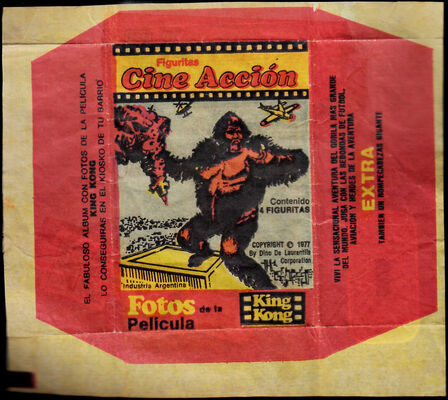 EL FABULOSO ALBUM CON FOTOS DE LA PELICULA
KING KONG
LO CONSEGUIRAS EN EL KIOSKO DE TU BARRIO
Figuritas
Cine Acción
Contenido
4 FIGURITAS
COPYRIGHT © 1977
By Dino De Laurentiis
Corporation
Industria Argentina
Fotos de la
Película
King
Kong
VIVI LA SENSACIONAL AVENTURA DEL GORILA MAS GRANDE
DEL MUNDO. JUGA CON LAS REDONDAS DE FUTBOL,
AVIACION Y HEROES DE LA AVENTURA
EXTRA
TAMBIEN UN ROMPECABEZAS GIGANTE